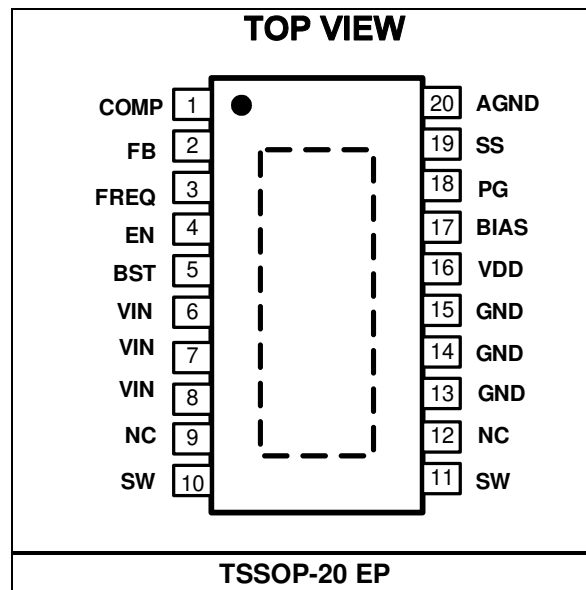 TOP VIEW
COMP 1 20 AGND
FB 2 19 SS
FREQ 3 18 PG
EN 4 17 BIAS
BST 5 16 VDD
VIN 6 15 GND
VIN 7 14 GND
VIN 8 13 GND
NC 9 12 NC
SW 10 11 SW
TSSOP-20 EP